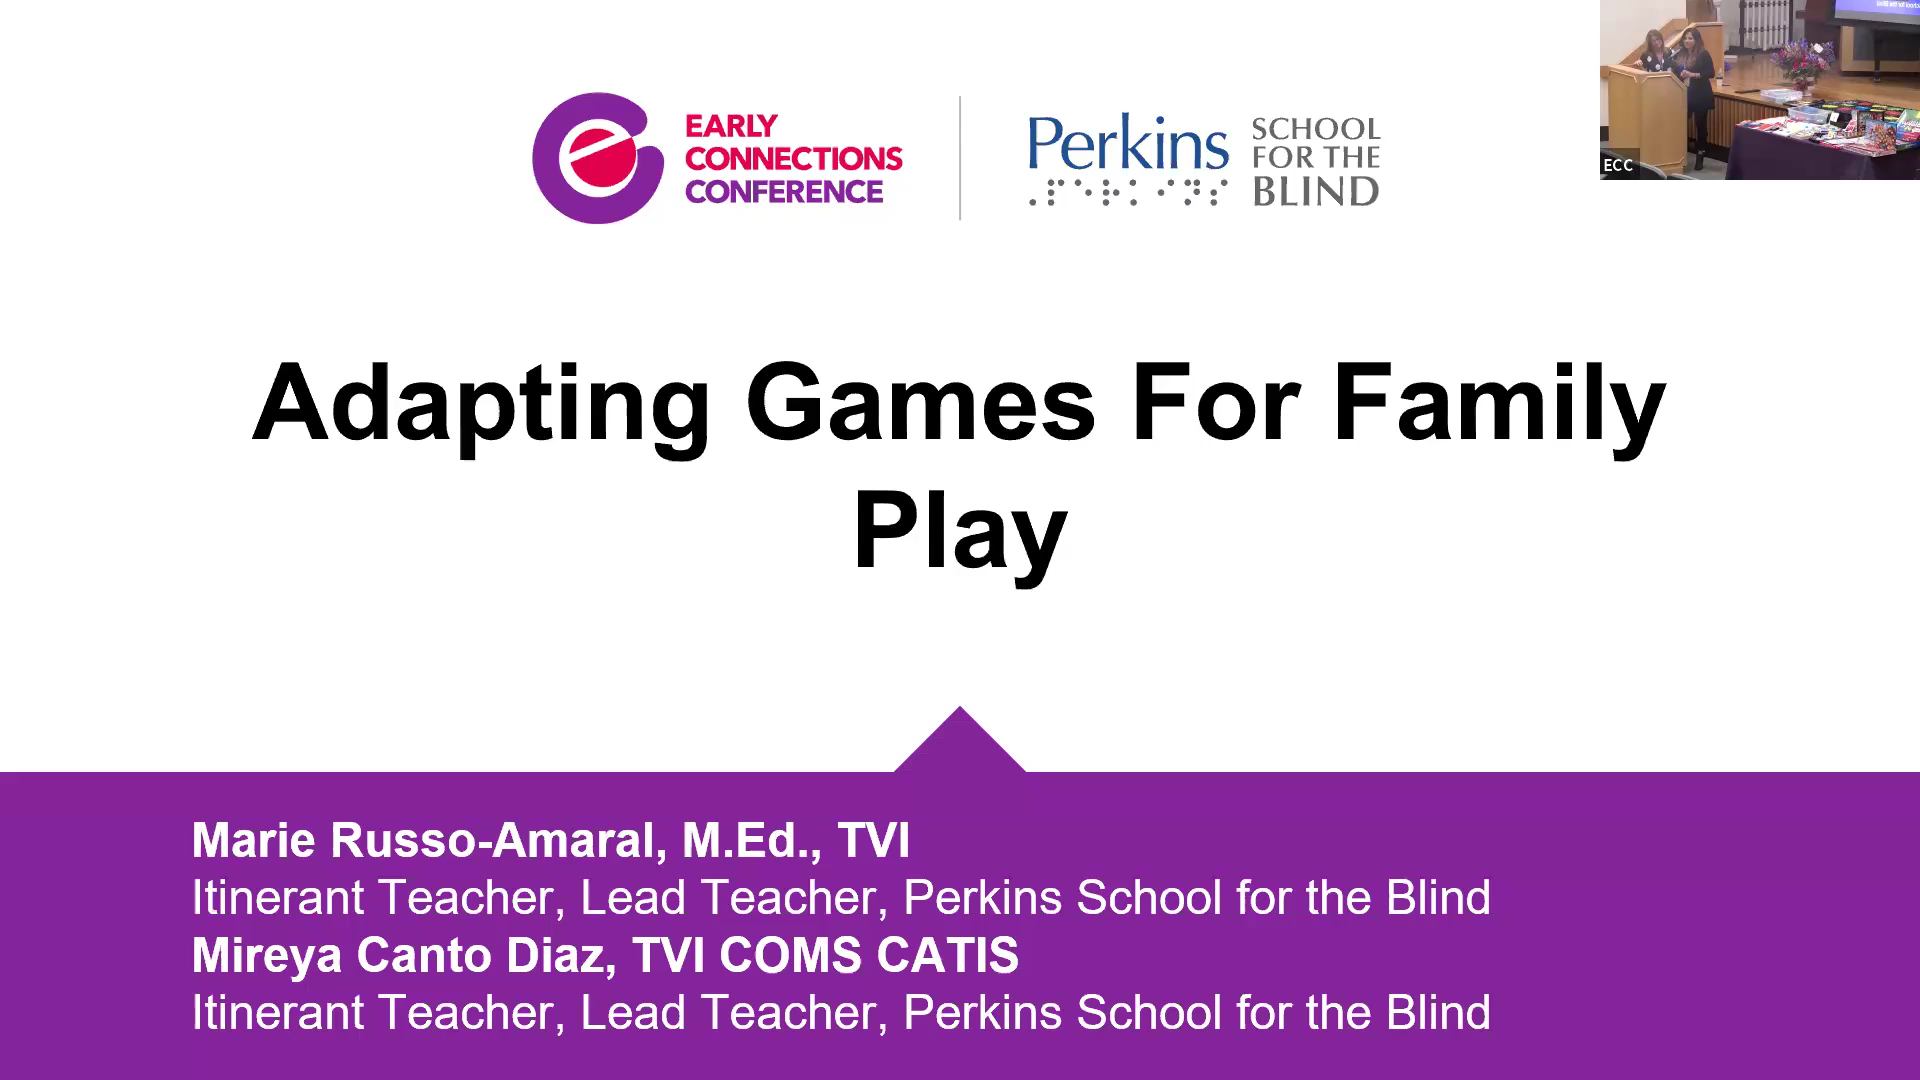 EARLY
CONNECTIONS
CONFERENCE
Perkins
SCHOOL
FOR THE
BLIND
ECC
Adapting Games For Family
Play
Marie Russo-Amaral, M.Ed., TVI
Itinerant Teacher, Lead Teacher, Perkins School for the Blind
Mireya Canto Diaz, TVI COMS CATIS
Itinerant Teacher, Lead Teacher, Perkins School for the Blind